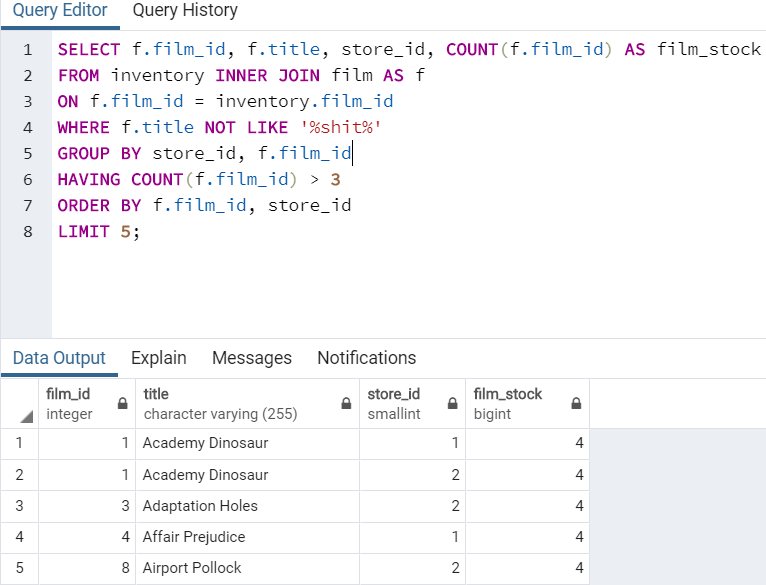 Query Editor Query History
1 SELECT f.film_id, f.title, store_id, COUNT(f.film_id) AS film_stock
2 FROM inventory INNER JOIN film AS f
3 ON f.film_id = inventory.film_id
4 WHERE f.title NOT LIKE '%shit%'
5 GROUP BY store_id, f.film_id
6 HAVING COUNT(f.film_id) > 3
7 ORDER BY f.film_id, store_id
8 LIMIT 5;
Data Output Explain Messages Notifications
film_id title store_id film_stock
integer character varying (255) smallint bigint
1 1 Academy Dinosaur 1 4
2 1 Academy Dinosaur 2 4
3 3 Adaptation Holes 2 4
4 4 Affair Prejudice 1 4
5 8 Airport Pollock 2 4